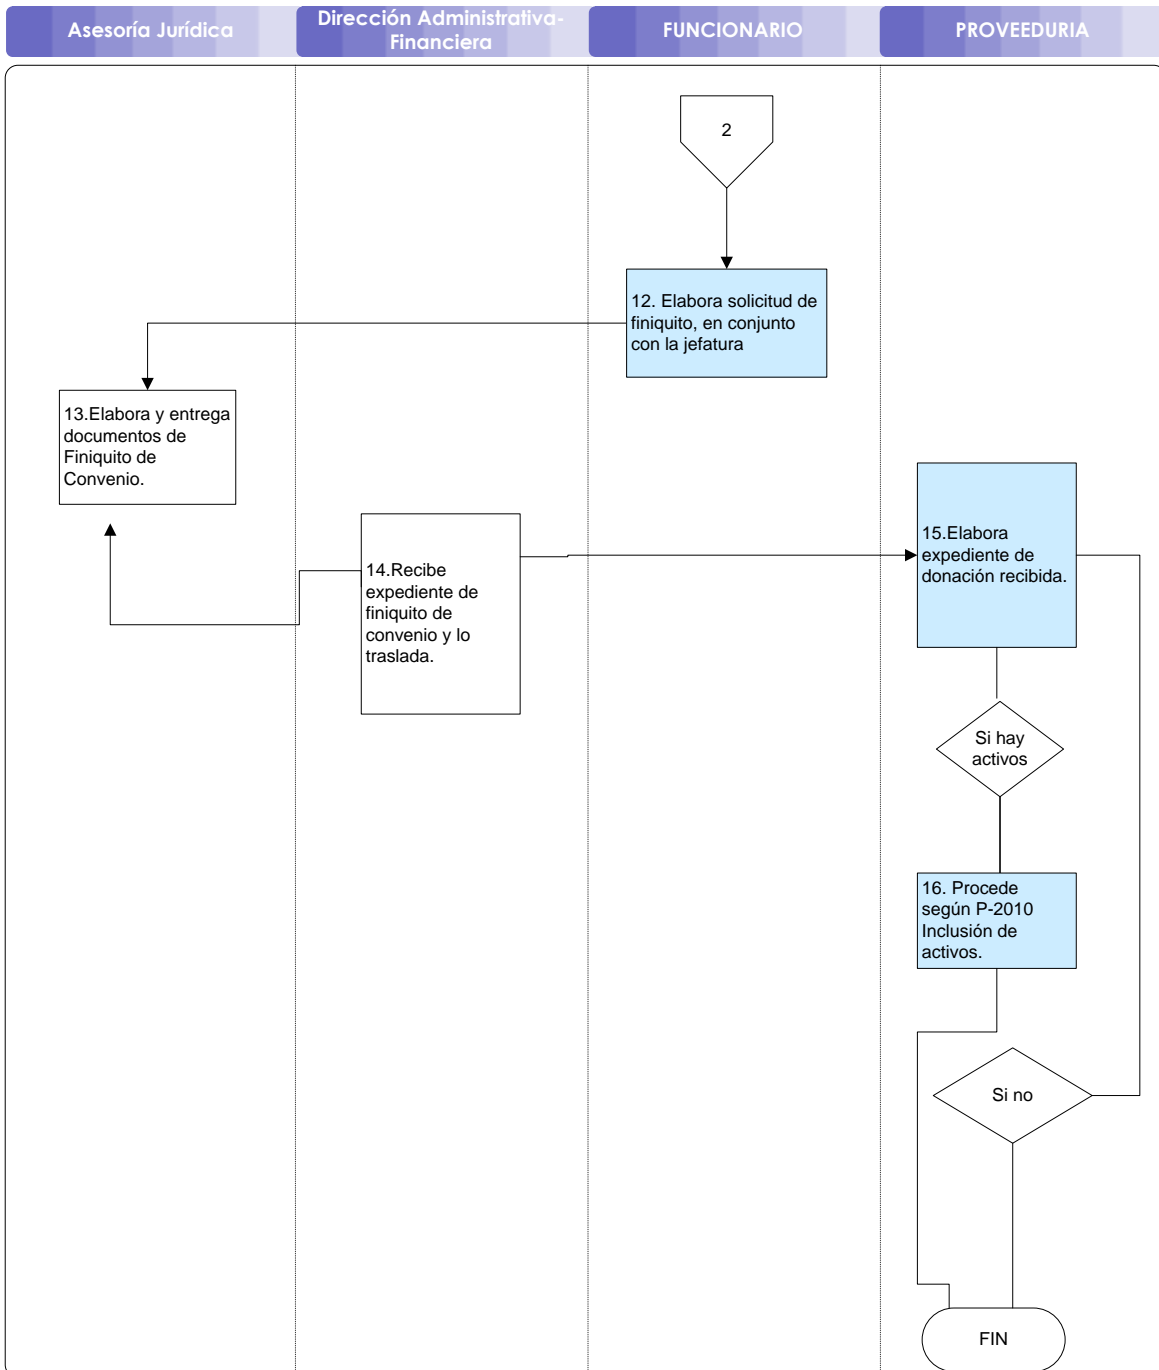 Asesoría Jurídica
Dirección Administrativa-
Financiera
FUNCIONARIO
PROVEEDURIA
2
12. Elabora solicitud de
finiquito, en conjunto
con la jefatura
13.Elabora y entrega
documentos de
Finiquito de
Convenio.
14.Recibe
expediente de
finiquito de
convenio y lo
traslada.
15.Elabora
expediente de
donación recibida.
Si hay
activos
16. Procede
según P-2010
Inclusión de
activos.
Si no
FIN